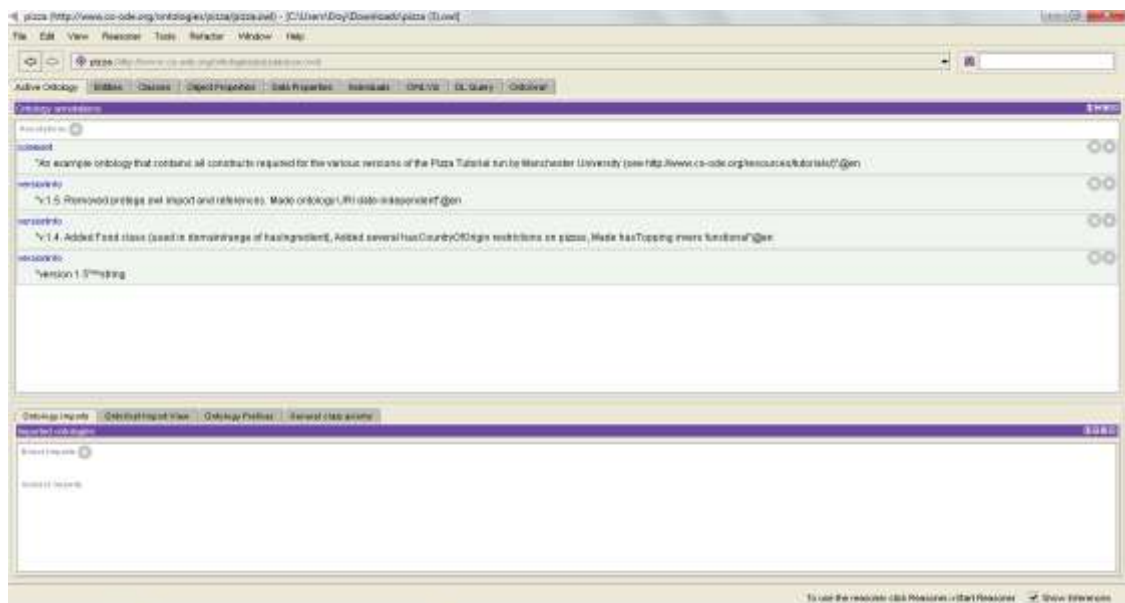 pizza (http://www.co-ode.org/ontologies/pizza/pizza.owl) - [C:\Users\Doy\Downloads\pizza (3).owl]
File Edit View Reasoner Tools Refactor Window Help
pizza
Active Ontology Entities Classes Object Properties Data Properties Individuals OWLViz DL Query OntoGraf
Ontology annotations
Annotations
comment
"An example ontology that contains all constructs required for the various versions of the Pizza Tutorial run by Manchester University (see http://www.co-ode.org/resources/tutorials/)"@en
versionInfo
"v.1.5. Removed protege.owl import and references. Made ontology URI date-independent"@en
versionInfo
"v.1.4. Added Food class (used in domain/range of hasIngredient), Added several hasCountryOfOrigin restrictions on pizzas, Made hasTopping invers functional"@en
versionInfo
"version 1.5"^^string
Ontology imports Ontology Prefixes General class axioms
Imported ontologies
Direct Imports
Indirect Imports
To use the reasoner click Reasoner->Start Reasoner Show Inferences